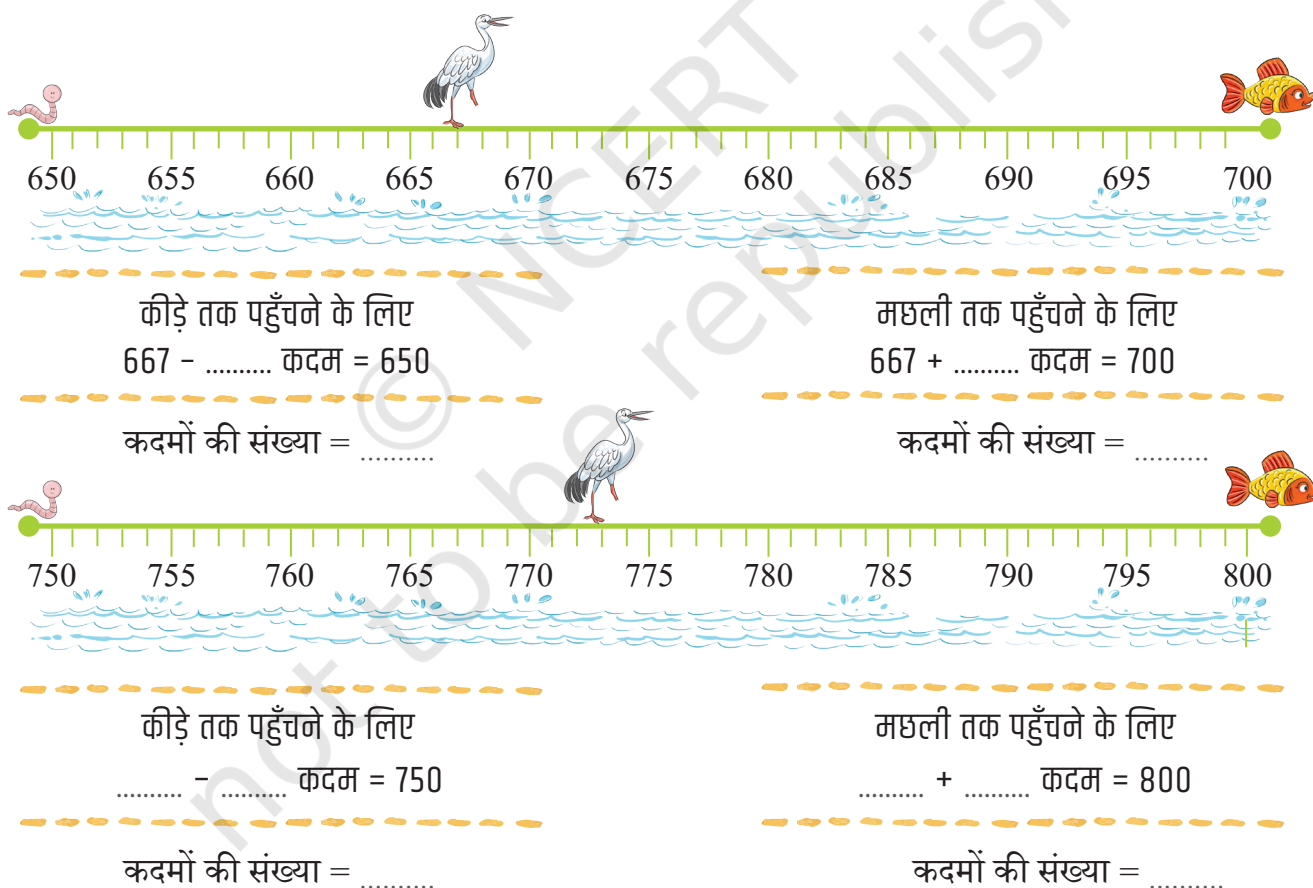 650 655 660 665 670 675 680 685 690 695 700
कीड़े तक पहुँचने के लिए
667 - .......... कदम = 650
कदमों की संख्या = ..........
मछली तक पहुँचने के लिए
667 + .......... कदम = 700
कदमों की संख्या = ..........
750 755 760 765 770 775 780 785 790 795 800
कीड़े तक पहुँचने के लिए
.......... - .......... कदम = 750
कदमों की संख्या = ..........
मछली तक पहुँचने के लिए
.......... + .......... कदम = 800
कदमों की संख्या = ..........
© NCERT
not to be republis